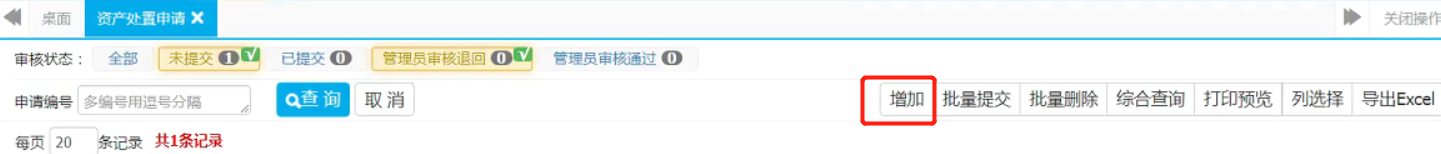 桌面 资产处置申请 关闭操作
审核状态： 全部 未提交 1 已提交 0 管理员审核退回 0 管理员审核通过 0
申请编号 多编号用逗号分隔 查询 取消 增加 批量提交 批量删除 综合查询 打印预览 列选择 导出Excel
每页 20 条记录 共1条记录